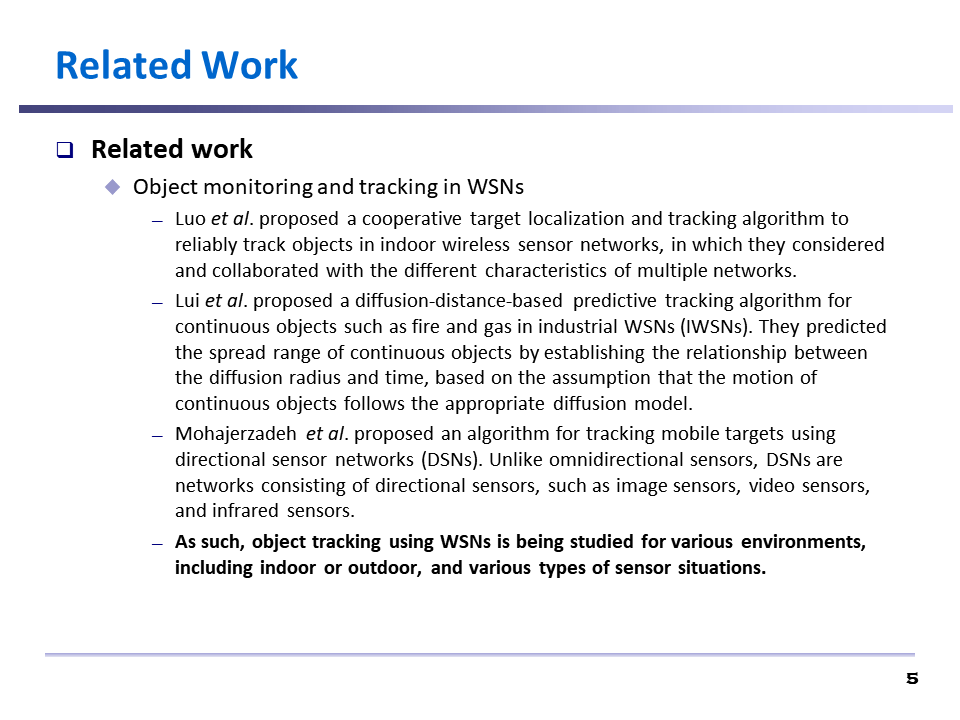 Related Work
Related work
Object monitoring and tracking in WSNs
— Luo et al. proposed a cooperative target localization and tracking algorithm to
reliably track objects in indoor wireless sensor networks, in which they considered
and collaborated with the different characteristics of multiple networks.
— Lui et al. proposed a diffusion-distance-based predictive tracking algorithm for
continuous objects such as fire and gas in industrial WSNs (IWSNs). They predicted
the spread range of continuous objects by establishing the relationship between
the diffusion radius and time, based on the assumption that the motion of
continuous objects follows the appropriate diffusion model.
— Mohajerzadeh et al. proposed an algorithm for tracking mobile targets using
directional sensor networks (DSNs). Unlike omnidirectional sensors, DSNs are
networks consisting of directional sensors, such as image sensors, video sensors,
and infrared sensors.
— As such, object tracking using WSNs is being studied for various environments,
including indoor or outdoor, and various types of sensor situations.
5